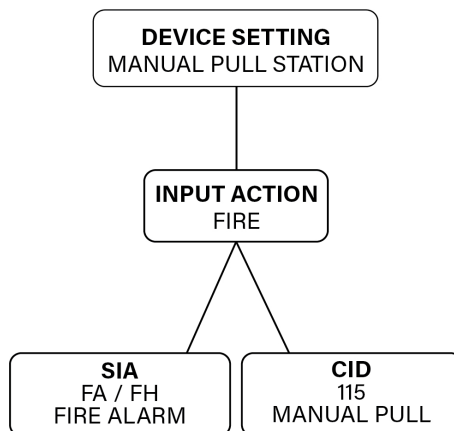 DEVICE SETTING
MANUAL PULL STATION
INPUT ACTION
FIRE
SIA
FA / FH
FIRE ALARM
CID
115
MANUAL PULL